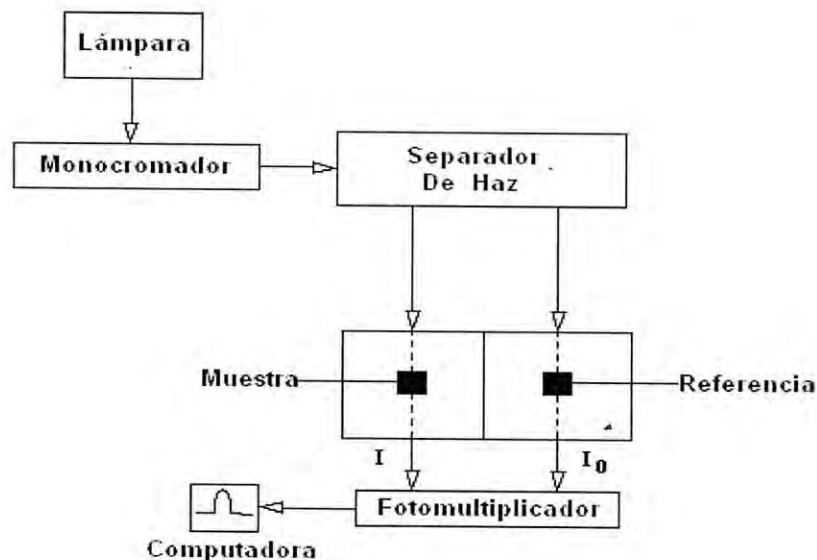 Lámpara
Monocromador
Separador
De Haz
Muestra
Referencia
I
I0
Fotomultiplicador
Computadora